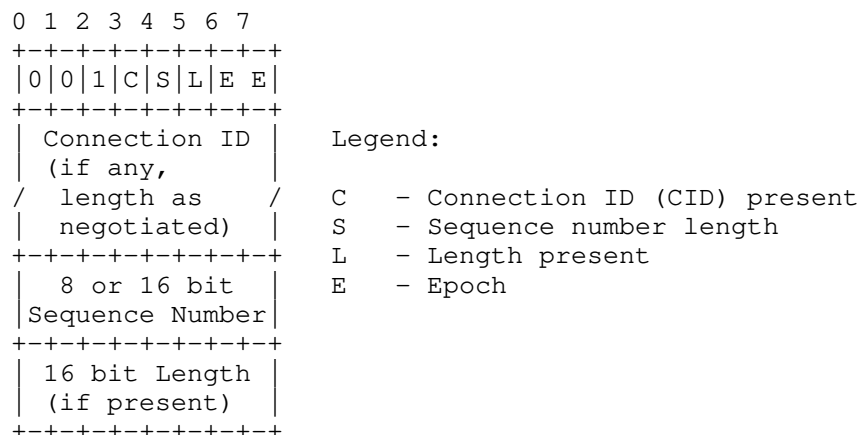 0 1 2 3 4 5 6 7
+-+-+-+-+-+-+-+-+
|0|0|1|C|S|L|E E|
+-+-+-+-+-+-+-+-+
| Connection ID |   Legend:
| (if any,      |
/  length as    /   C   - Connection ID (CID) present
|  negotiated)  |   S   - Sequence number length
+-+-+-+-+-+-+-+-+   L   - Length present
|  8 or 16 bit  |   E   - Epoch
|Sequence Number|
+-+-+-+-+-+-+-+-+
| 16 bit Length |
| (if present)  |
+-+-+-+-+-+-+-+-+